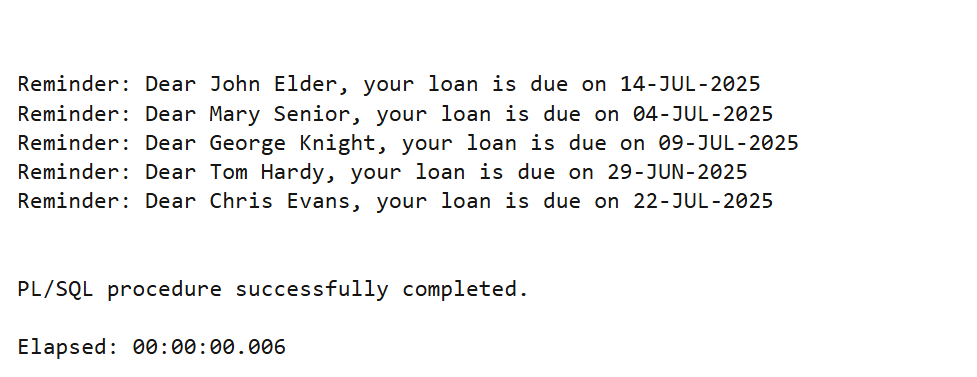 Reminder: Dear John Elder, your loan is due on 14-JUL-2025
Reminder: Dear Mary Senior, your loan is due on 04-JUL-2025
Reminder: Dear George Knight, your loan is due on 09-JUL-2025
Reminder: Dear Tom Hardy, your loan is due on 29-JUN-2025
Reminder: Dear Chris Evans, your loan is due on 22-JUL-2025
PL/SQL procedure successfully completed.
Elapsed: 00:00:00.006